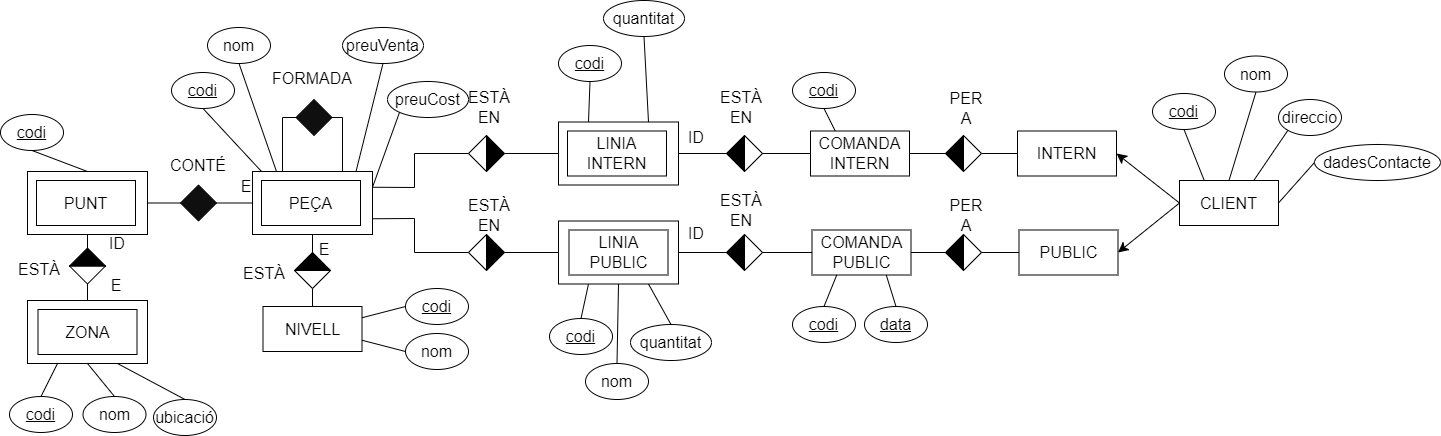 quantitat
nom
preuVenta
codi
FORMADA
codi
preuCost
ESTÀ
EN
codi
ESTÀ
EN
PER
A
nom
codi
direccio
dadesContacte
codi
CONTÉ
E
LINIA
INTERN
ID
COMANDA
INTERN
INTERN
PUNT
PEÇA
CLIENT
ESTÀ
EN
ESTÀ
EN
PER
A
ID
E
ID
LINIA
PUBLIC
COMANDA
PUBLIC
PUBLIC
ESTÀ
ESTÀ
E
ZONA
NIVELL
codi
nom
codi
nom
quantitat
codi
data
codi
nom
ubicació